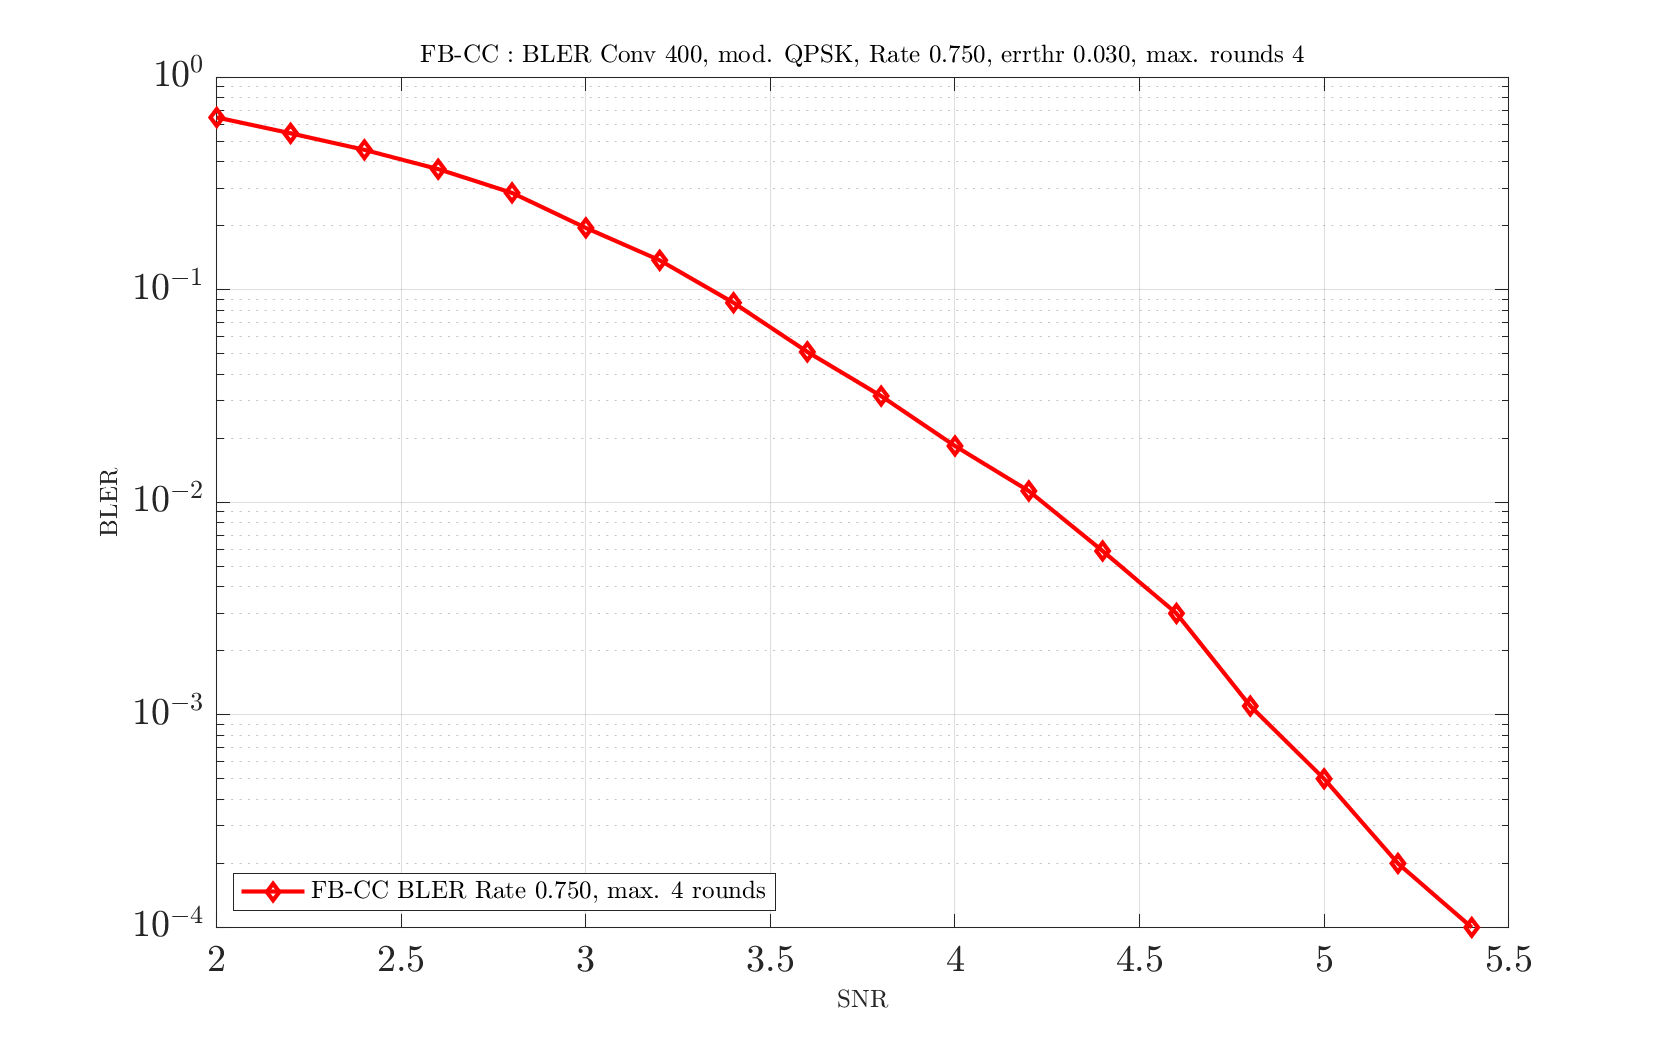 FB-CC : BLER Conv 400, mod. QPSK, Rate 0.750, errthr 0.030, max. rounds 4
10⁰
10⁻¹
10⁻²
10⁻³
10⁻⁴
BLER
FB-CC BLER Rate 0.750, max. 4 rounds
2 2.5 3 3.5 4 4.5 5 5.5
SNR